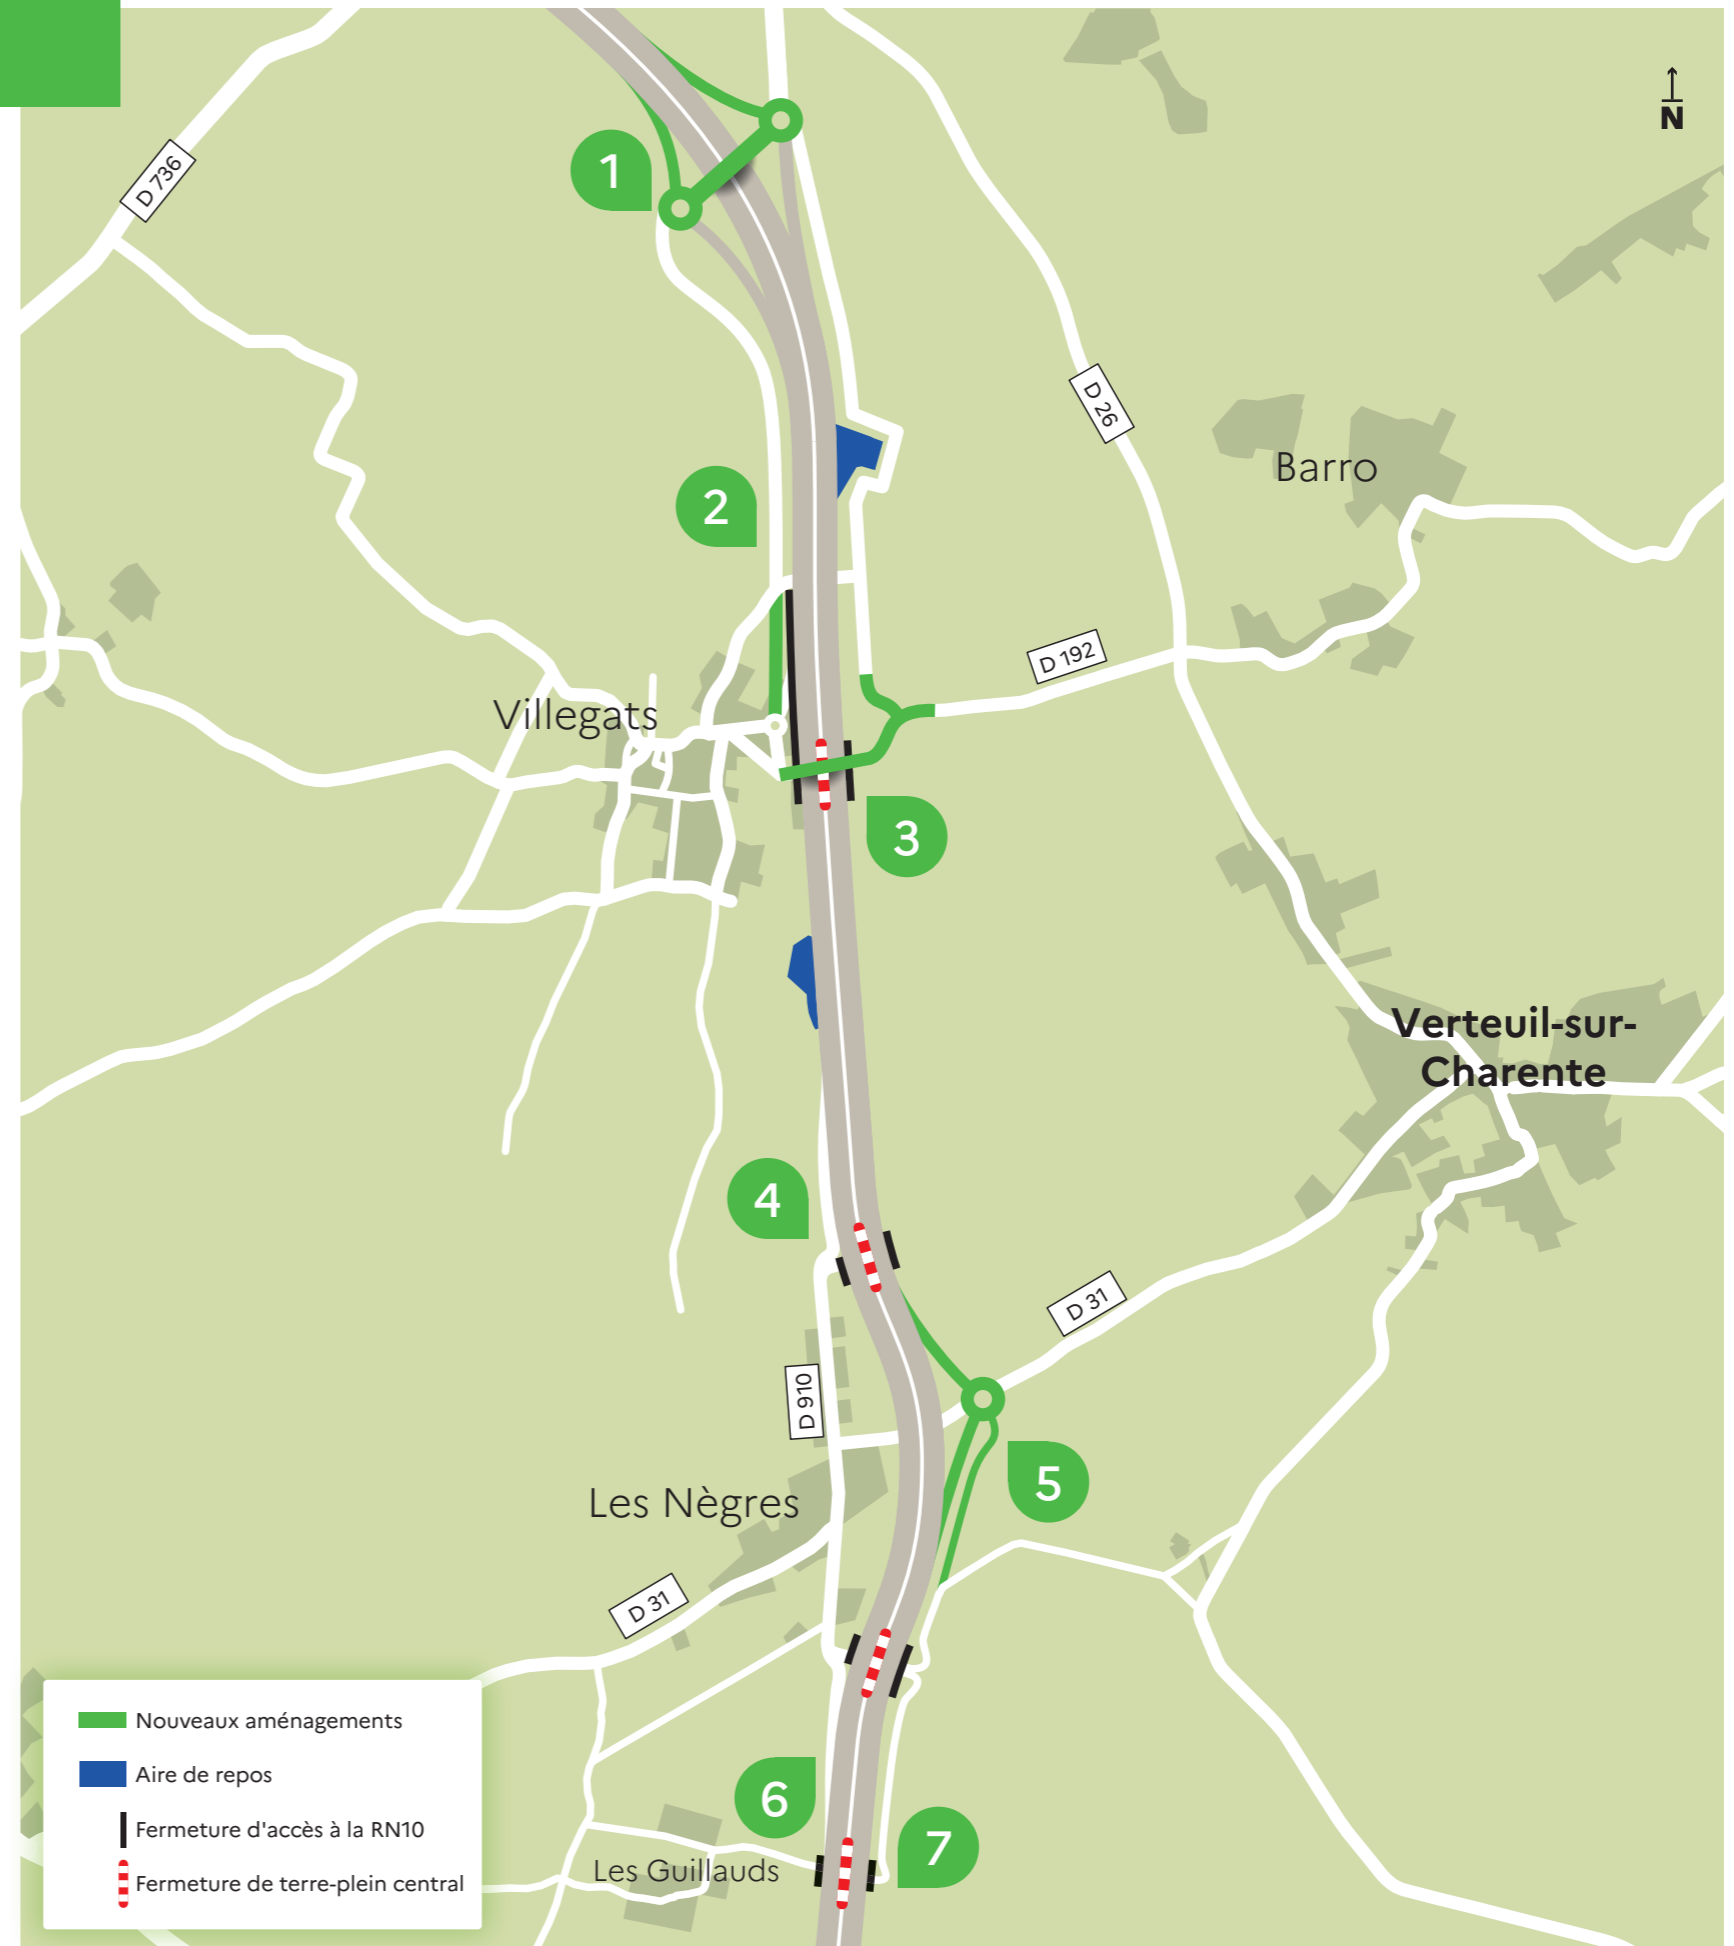 N
1
D 736
D 26
Barro
2
D 192
Villegats
3
Verteuil-sur-
Charente
4
D 31
D 910
5
Les Nègres
D 31
6
7
Les Guillauds
Nouveaux aménagements
Aire de repos
Fermeture d'accès à la RN10
Fermeture de terre-plein central